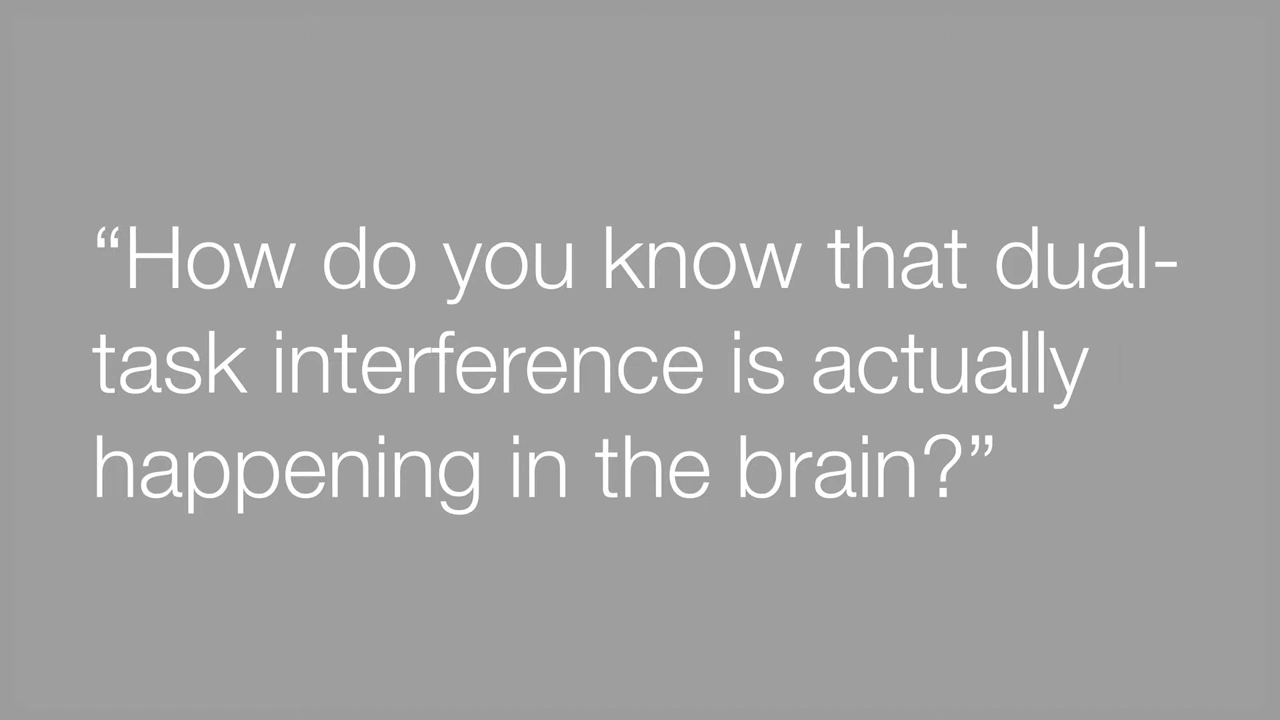 “How do you know that dual-
task interference is actually
happening in the brain?”